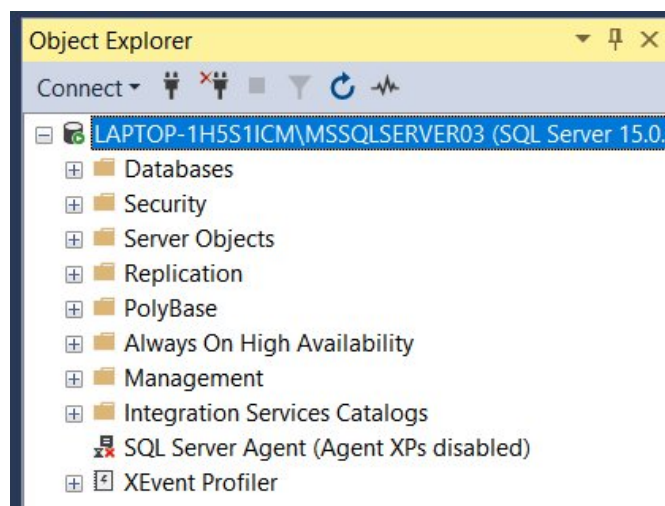 Object Explorer
Connect
LAPTOP-1H5S1ICM\MSSQLSERVER03 (SQL Server 15.0.
Databases
Security
Server Objects
Replication
PolyBase
Always On High Availability
Management
Integration Services Catalogs
SQL Server Agent (Agent XPs disabled)
XEvent Profiler